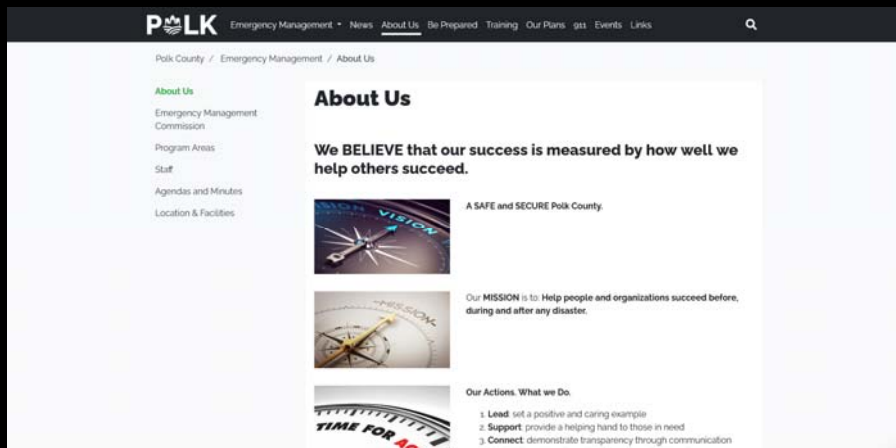 POLK
Emergency Management News About Us Be Prepared Training Our Plans 911 Events Links
Polk County / Emergency Management / About Us
About Us
Emergency Management
Commission
Program Areas
Staff
Agendas and Minutes
Location & Facilities
About Us
We BELIEVE that our success is measured by how well we
help others succeed.
VISION
A SAFE and SECURE Polk County.
MISSION
Our MISSION is to: Help people and organizations succeed before,
during and after any disaster.
TIME FOR
Our Actions. What we Do.
1. Lead: set a positive and caring example
2. Support: provide a helping hand to those in need
3. Connect: demonstrate transparency through communication